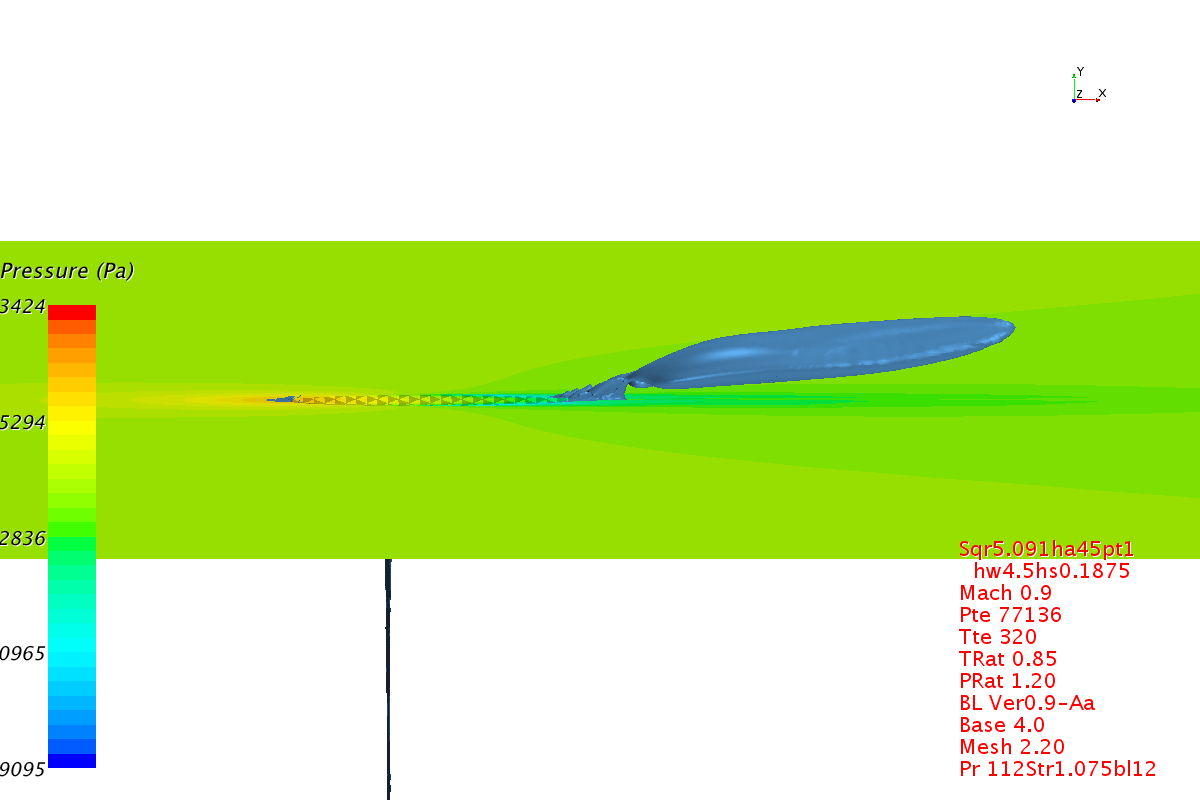 Y
Z X
Pressure (Pa)
3424
5294
2836
0965
9095
Sqr5.091ha45pt1
hw4.5hs0.1875
Mach 0.9
Pte 77136
Tte 320
TRat 0.85
PRat 1.20
BL Ver0.9-Aa
Base 4.0
Mesh 2.20
Pr 112Str1.075bl12